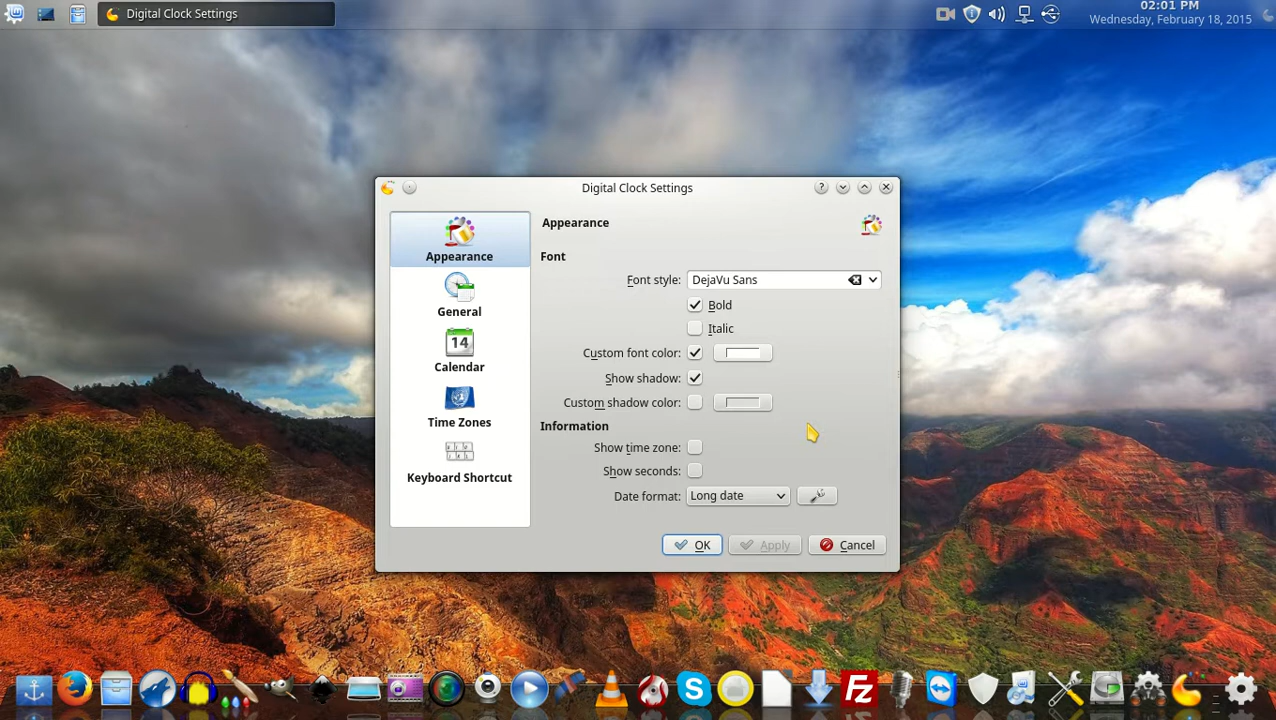 Digital Clock Settings
02:01 PM
Wednesday, February 18, 2015
Digital Clock Settings
Appearance
General
14
Calendar
Time Zones
Keyboard Shortcut
Appearance
Font
Font style: DejaVu Sans
Bold
Italic
Custom font color:
Show shadow:
Custom shadow color:
Information
Show time zone:
Show seconds:
Date format: Long date
OK
Apply
Cancel
FZ